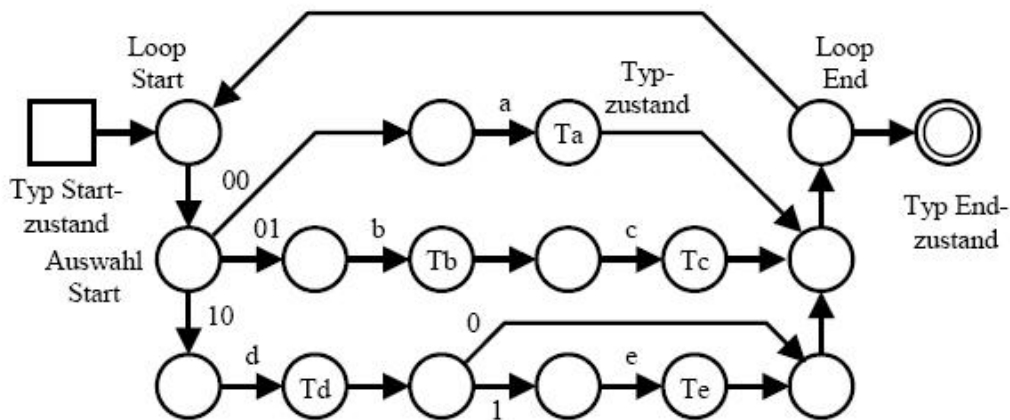 Loop
Start
Loop
End
Typ-
zustand
a
Ta
00
Typ Start-
zustand
Typ End-
zustand
01
b
Tb
c
Tc
Auswahl
Start
10
0
d
Td
e
Te
1